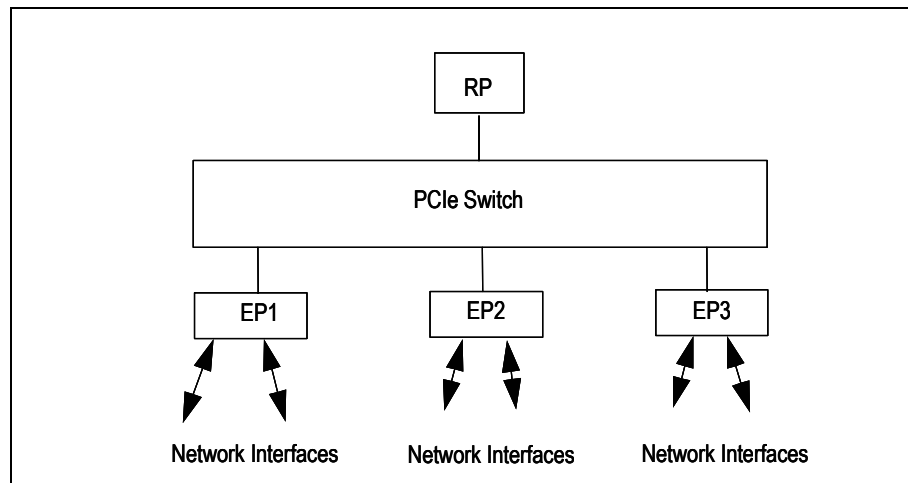 RP
PCIe Switch
EP1
EP2
EP3
Network Interfaces
Network Interfaces
Network Interfaces